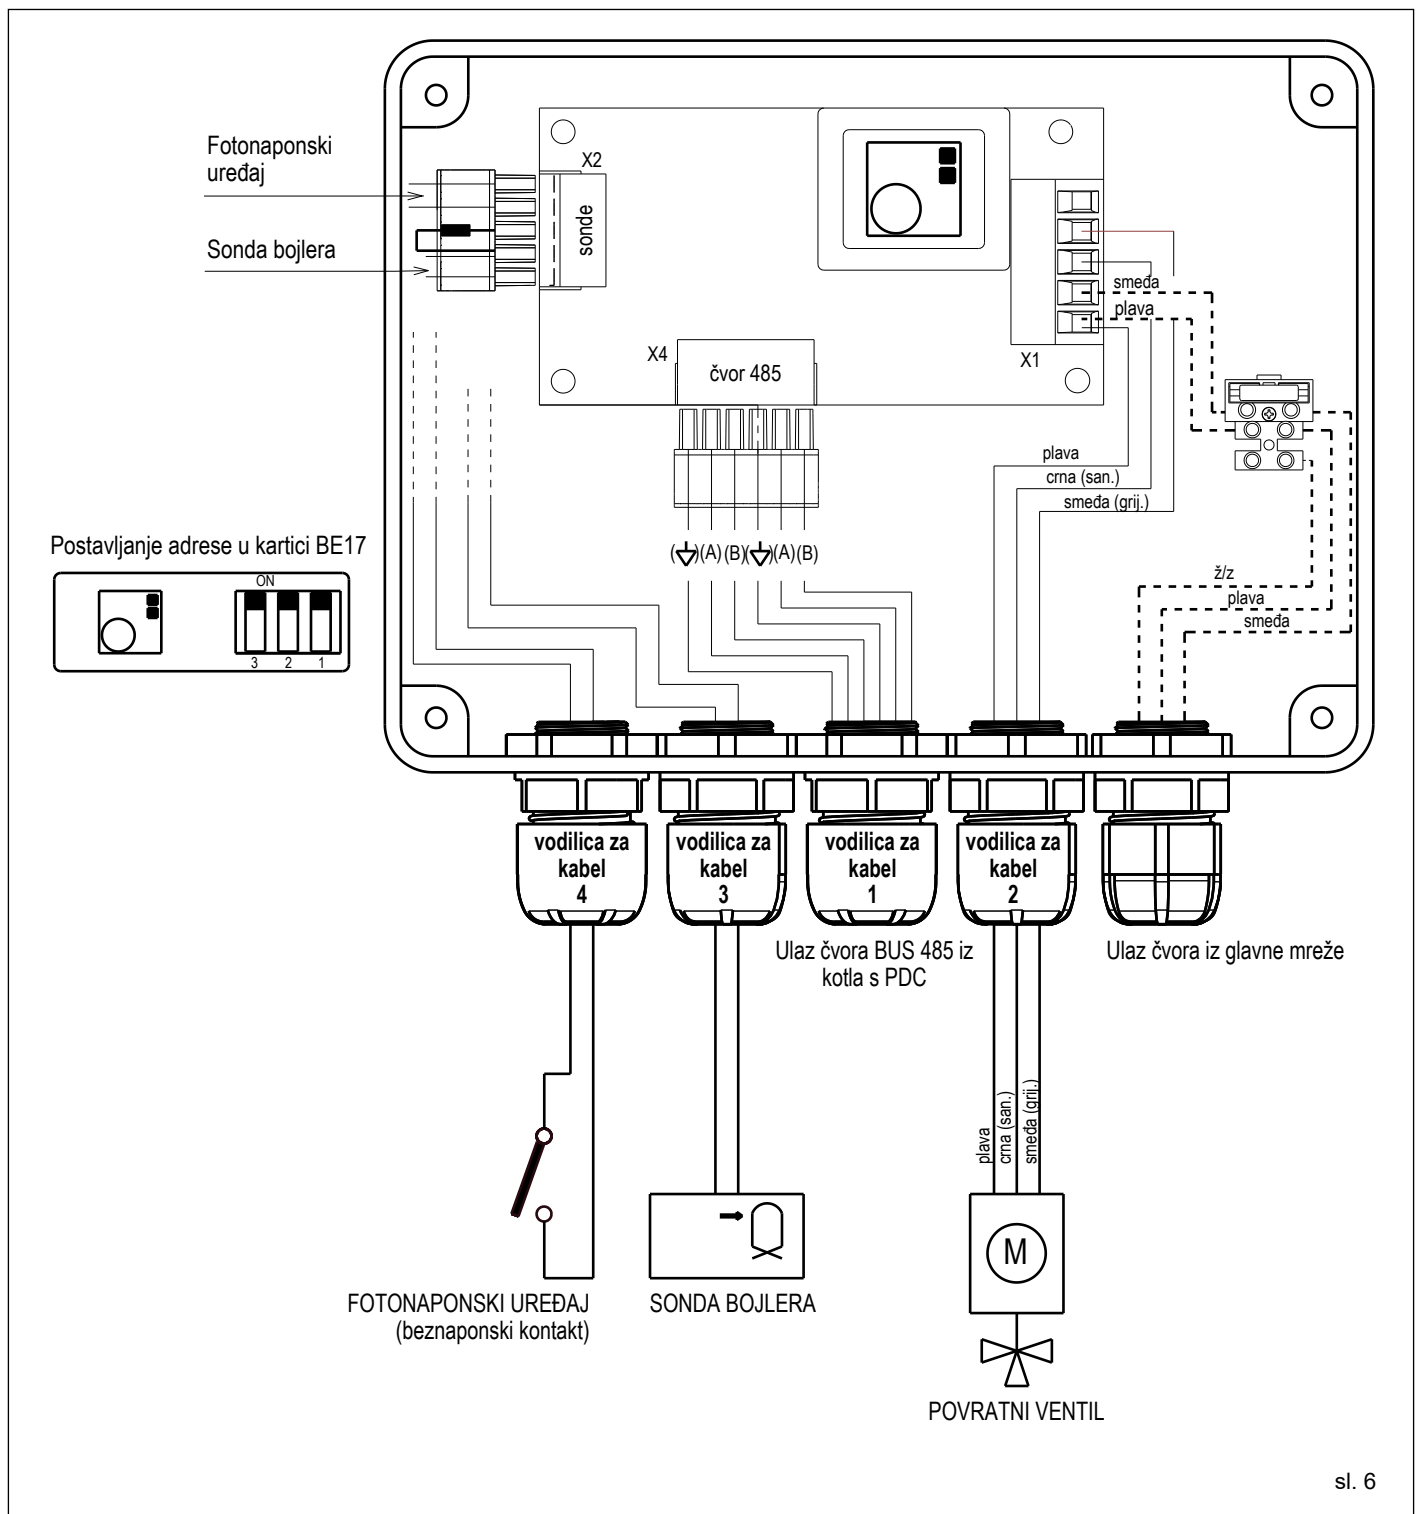 Fotonaponski
uređaj
Sonda bojlera
X2
sonde
X4
čvor 485
X1
smeđa
plava
plava
crna (san.)
smeđa (grij.)
( )(A)(B)( )(A)(B)
Postavljanje adrese u kartici BE17
ON
3 2 1
ž/z
plava
smeđa
vodilica za
kabel
4
vodilica za
kabel
3
vodilica za
kabel
1
vodilica za
kabel
2
Ulaz čvora BUS 485 iz
kotla s PDC
Ulaz čvora iz glavne mreže
plava
crna (san.)
smeđa (grij.)
M
FOTONAPONSKI UREĐAJ
(beznaponski kontakt)
SONDA BOJLERA
POVRATNI VENTIL
sl. 6